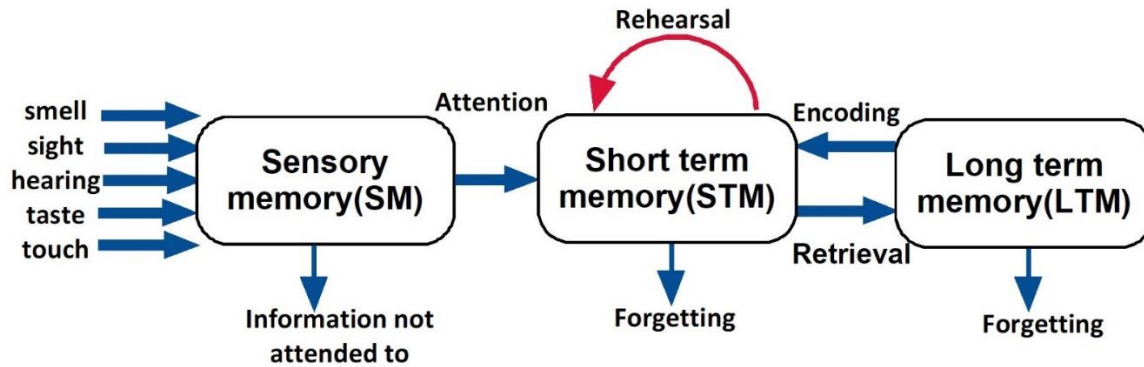 Rehearsal
smell
sight
hearing
taste
touch
Sensory
memory(SM)
Attention
Short term
memory(STM)
Encoding
Retrieval
Long term
memory(LTM)
Information not
attended to
Forgetting
Forgetting